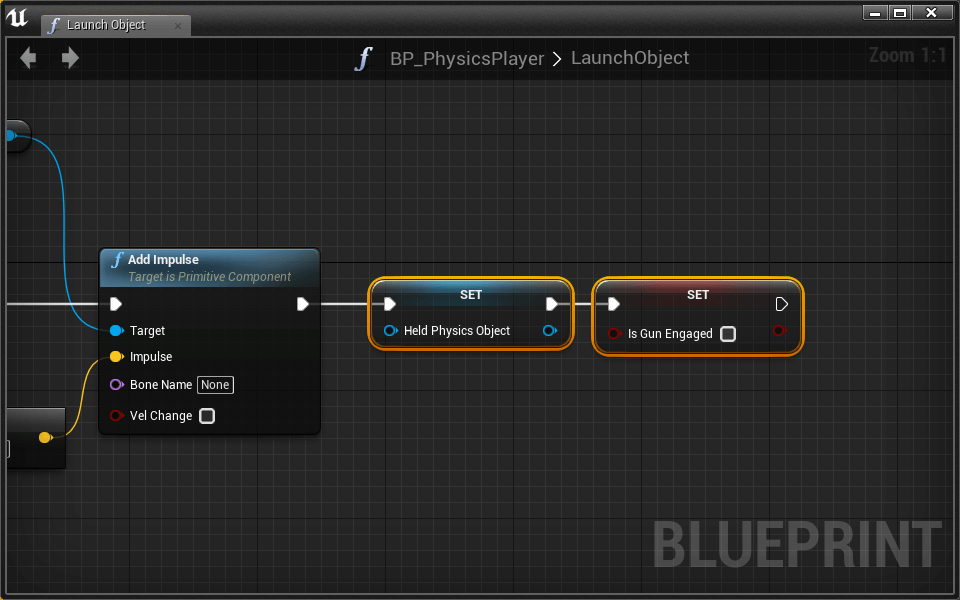 Launch Object
BP_PhysicsPlayer > LaunchObject
Zoom 1:1
Add Impulse
Target is Primitive Component
Target
Impulse
Bone Name None
Vel Change
SET
Held Physics Object
SET
Is Gun Engaged
BLUEPRINT